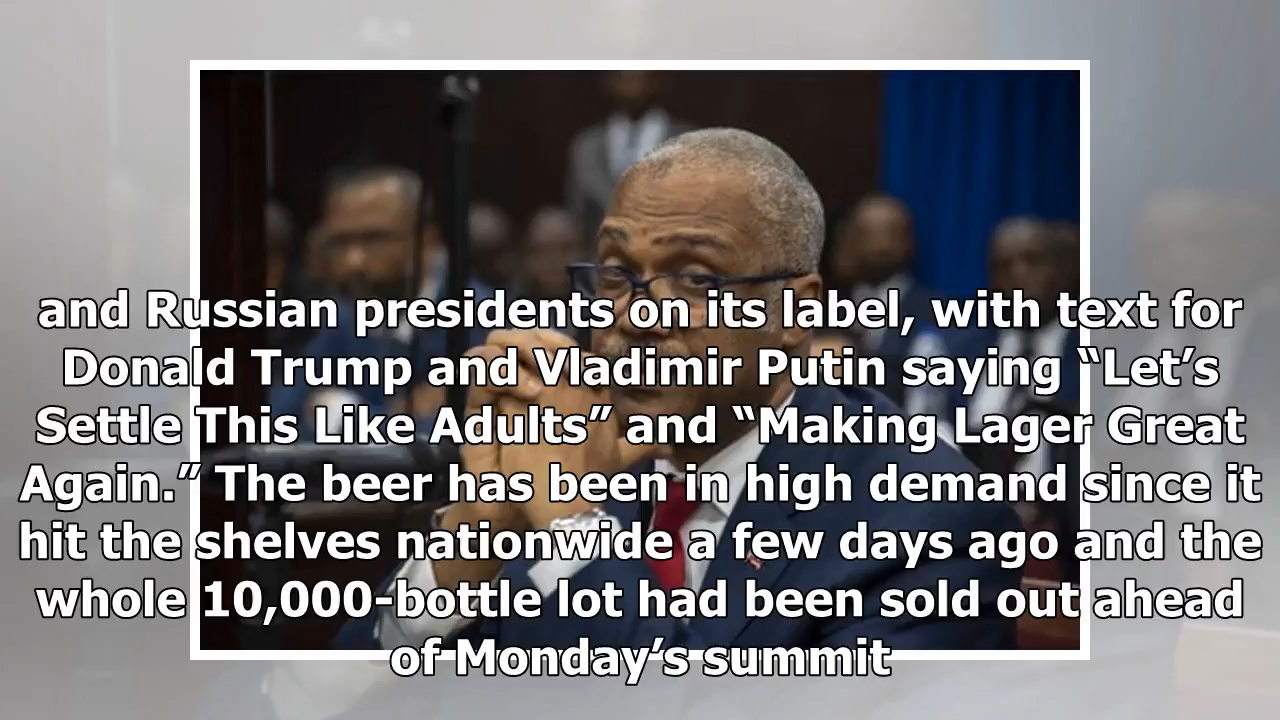 and Russian presidents on its label, with text for
Donald Trump and Vladimir Putin saying “Let’s
Settle This Like Adults” and “Making Lager Great
Again.” The beer has been in high demand since it
hit the shelves nationwide a few days ago and the
whole 10,000-bottle lot had been sold out ahead
of Monday’s summit